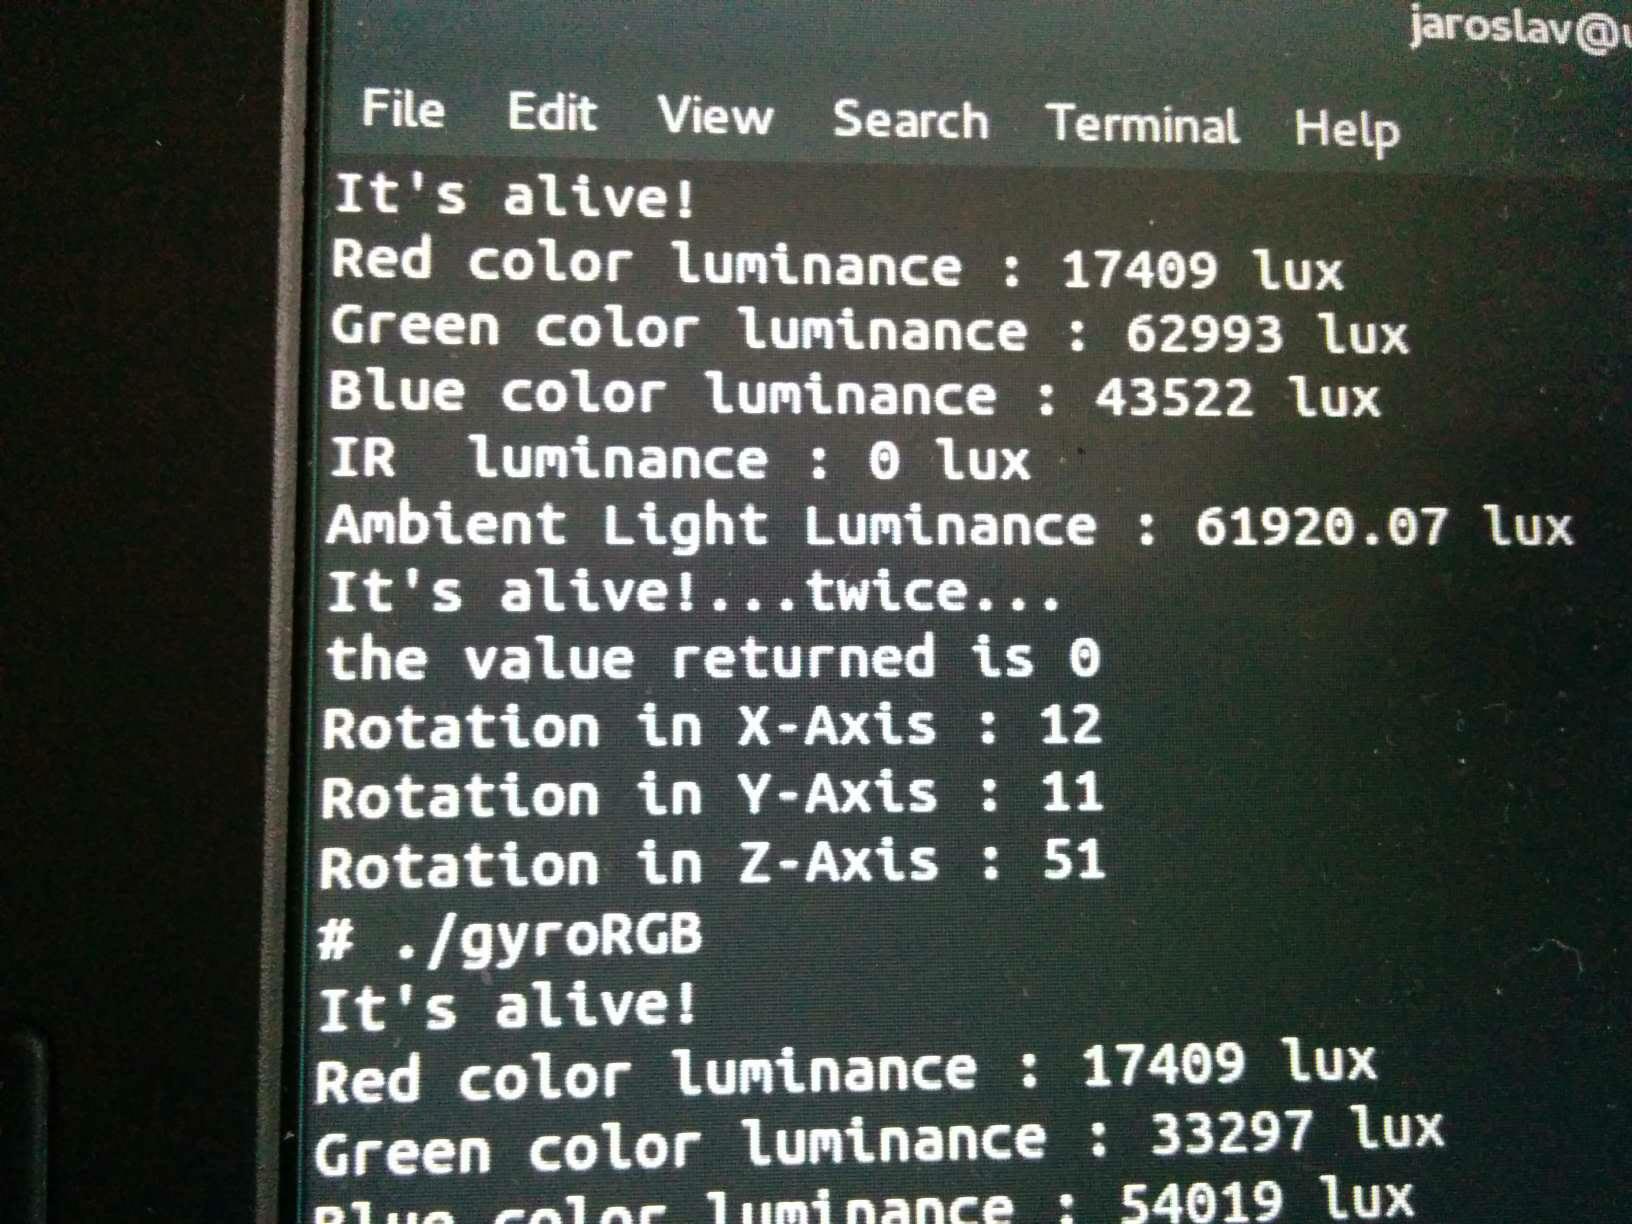 jaroslav@u
File Edit View Search Terminal Help
It's alive!
Red color luminance : 17409 lux
Green color luminance : 62993 lux
Blue color luminance : 43522 lux
IR  luminance : 0 lux
Ambient Light Luminance : 61920.07 lux
It's alive!...twice...
the value returned is 0
Rotation in X-Axis : 12
Rotation in Y-Axis : 11
Rotation in Z-Axis : 51
# ./gyroRGB
It's alive!
Red color luminance : 17409 lux
Green color luminance : 33297 lux
Blue color luminance : 54019 lux